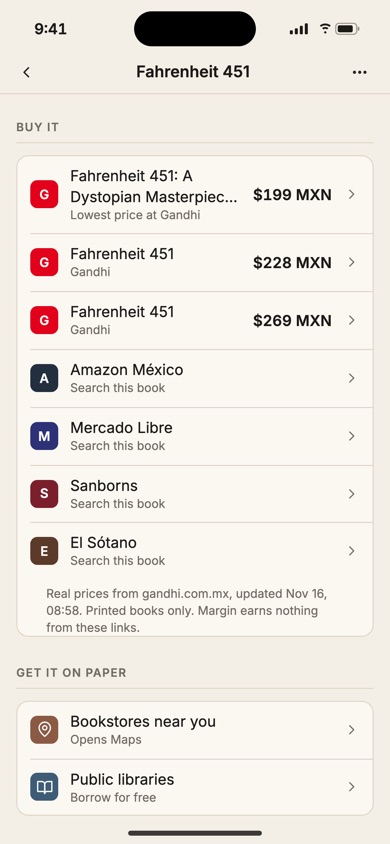 9:41
Fahrenheit 451
BUY IT
G
Fahrenheit 451: A
Dystopian Masterpiec...
Lowest price at Gandhi
$199 MXN
G
Fahrenheit 451
Gandhi
$228 MXN
G
Fahrenheit 451
Gandhi
$269 MXN
A
Amazon México
Search this book
M
Mercado Libre
Search this book
S
Sanborns
Search this book
E
El Sótano
Search this book
Real prices from gandhi.com.mx, updated Nov 16,
08:58. Printed books only. Margin earns nothing
from these links.
GET IT ON PAPER
Bookstores near you
Opens Maps
Public libraries
Borrow for free